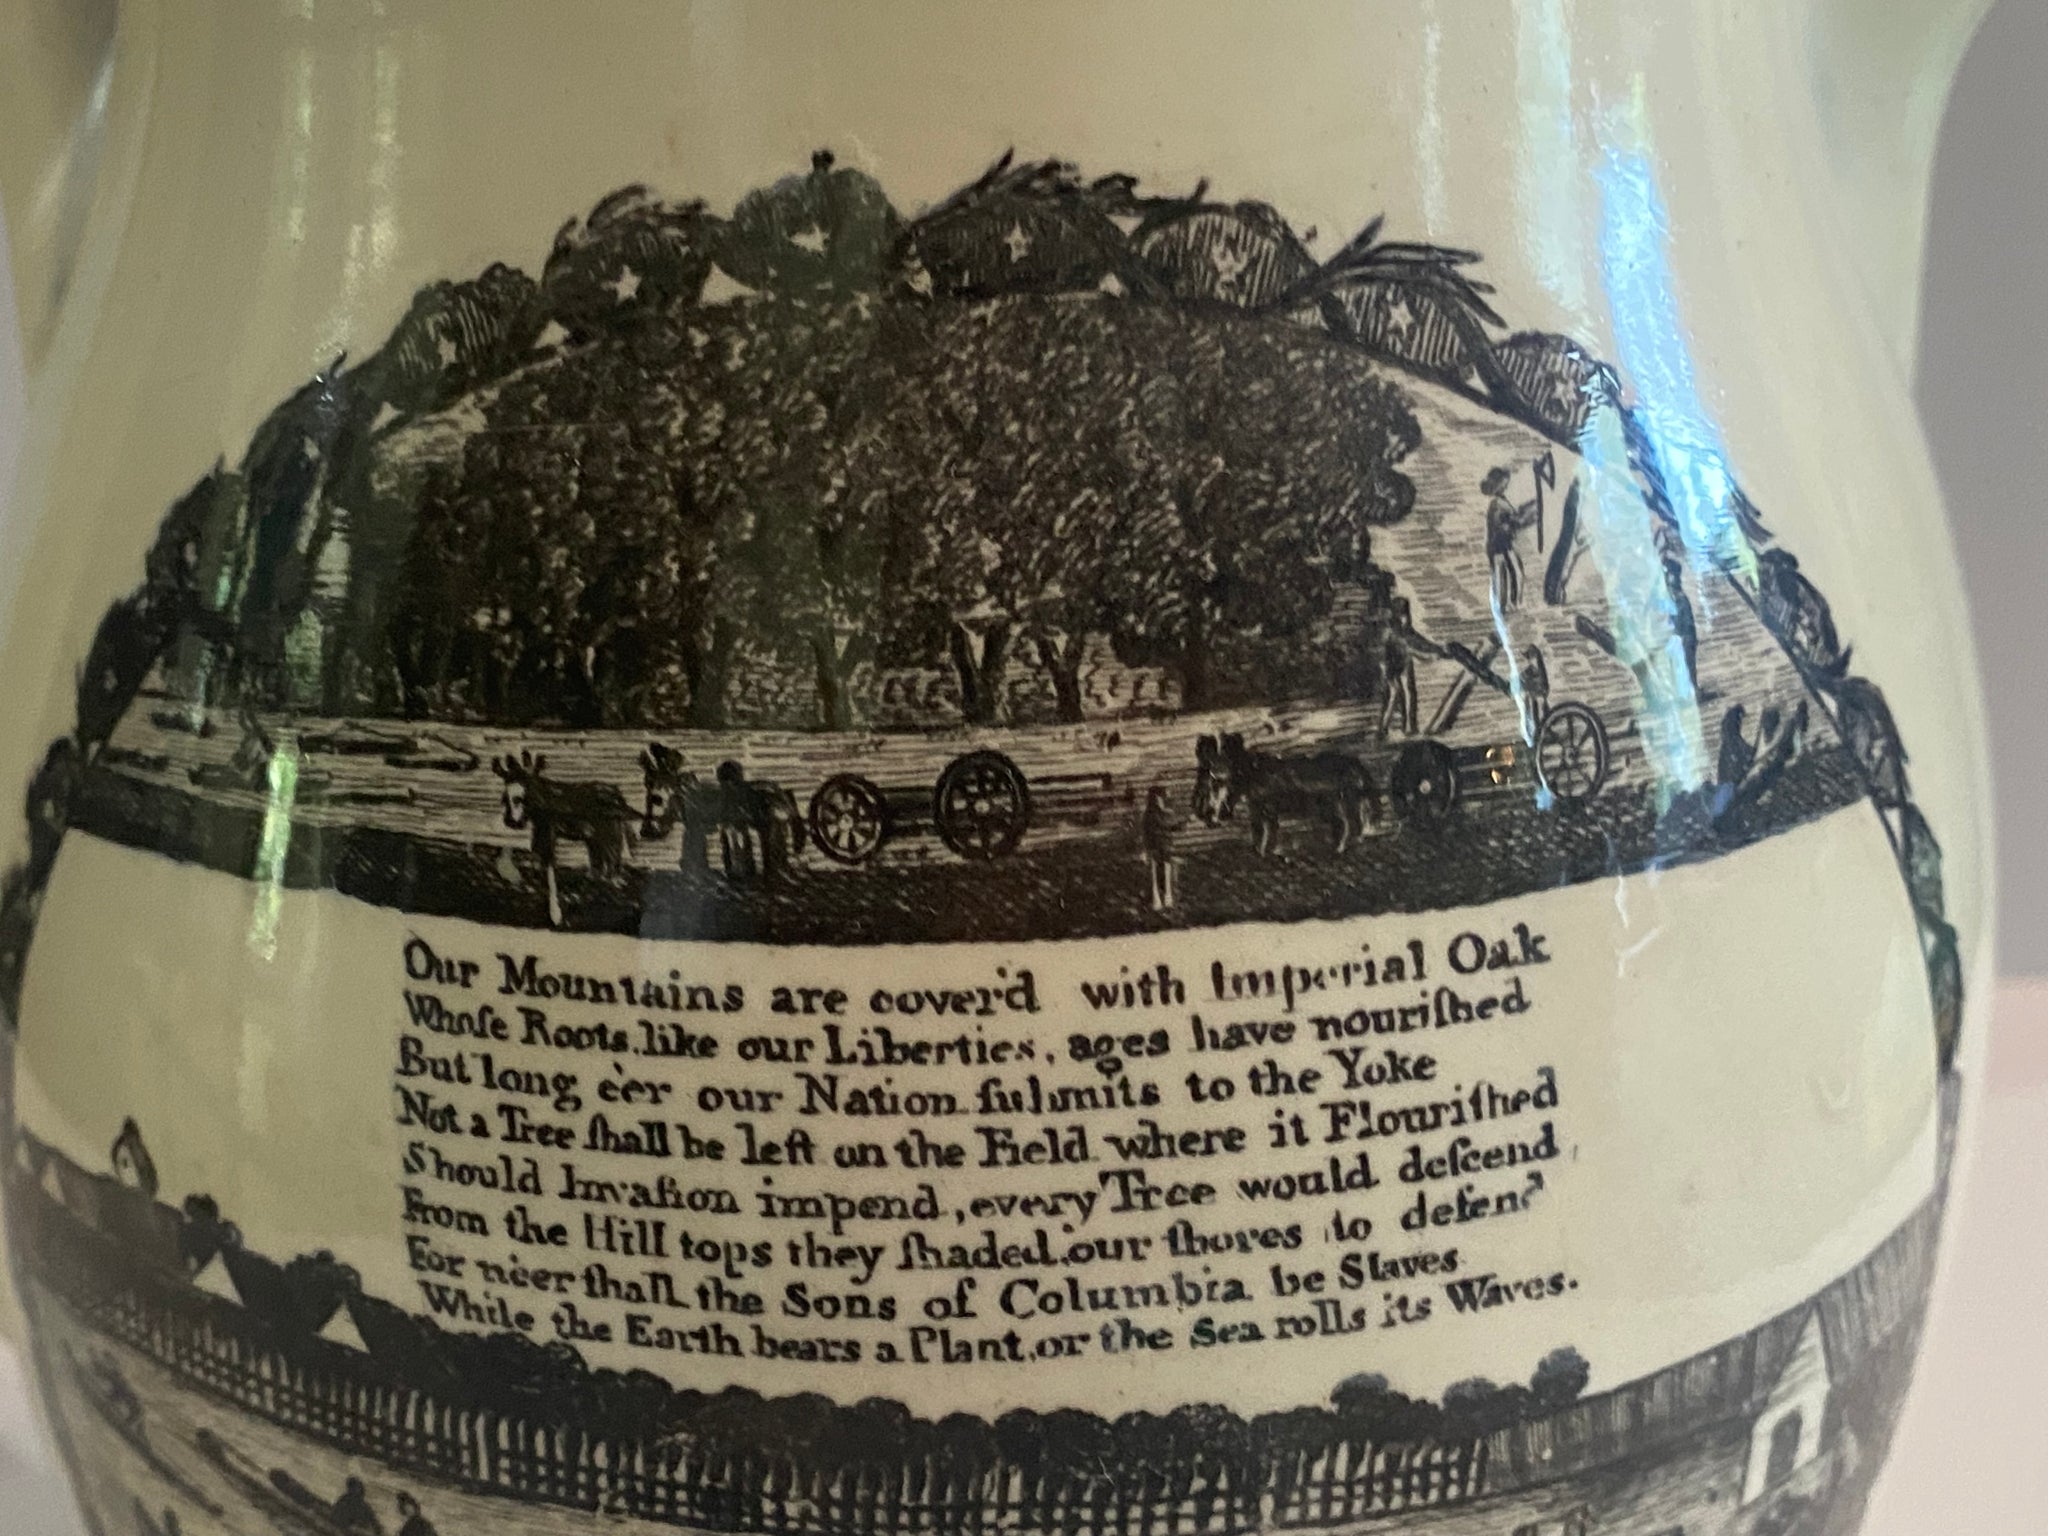 Our Mountains are cover'd with Imperial Oak
Whoſe Roots, like our Liberties, ages have nouriſhed
But long e'er our Nation ſubmits to the Yoke
Not a Tree ſhall be left on the Field where it Flouriſhed
Should Invaſion impend, every Tree would deſcend,
From the Hill tops they ſhaded, our ſhores to defend
For ne'er ſhall the Sons of Columbia be Slaves
While the Earth bears a Plant, or the Sea rolls its Waves.